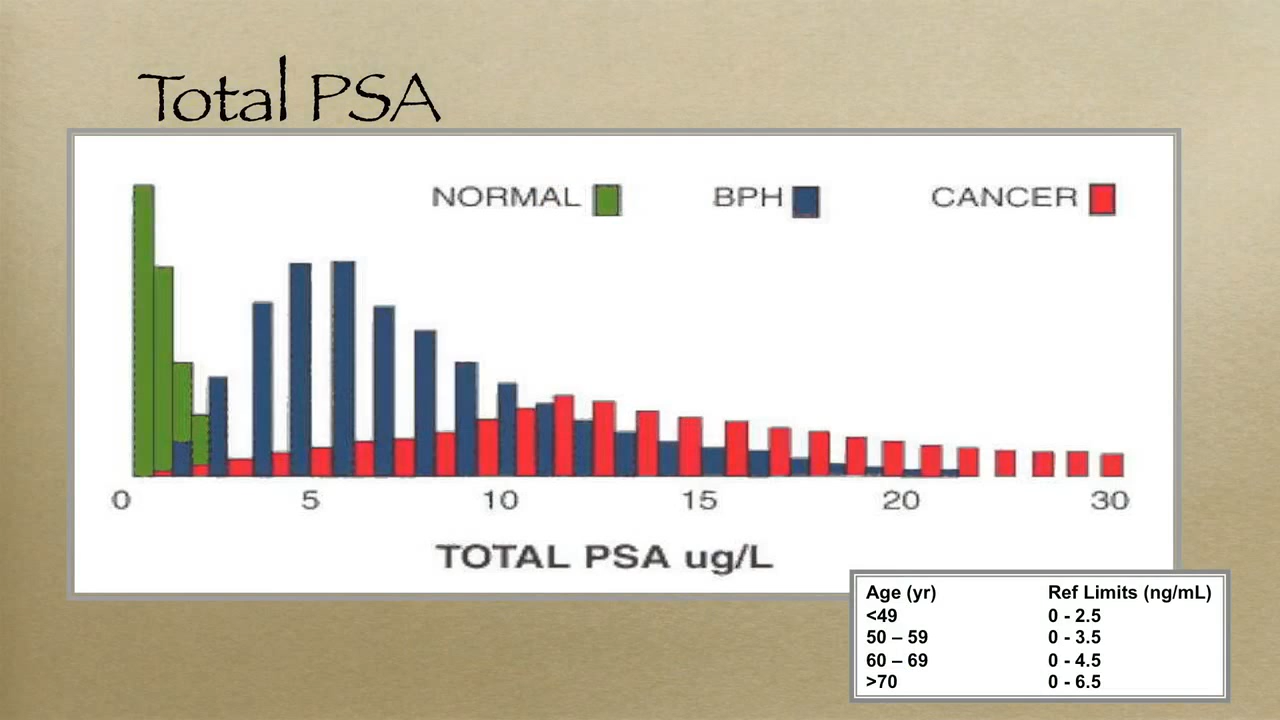 Total PSA
NORMAL BPH CANCER
0 5 10 15 20 30
TOTAL PSA ug/L
Age (yr) Ref Limits (ng/mL)
<49 0 - 2.5
50 – 59 0 - 3.5
60 – 69 0 - 4.5
>70 0 - 6.5